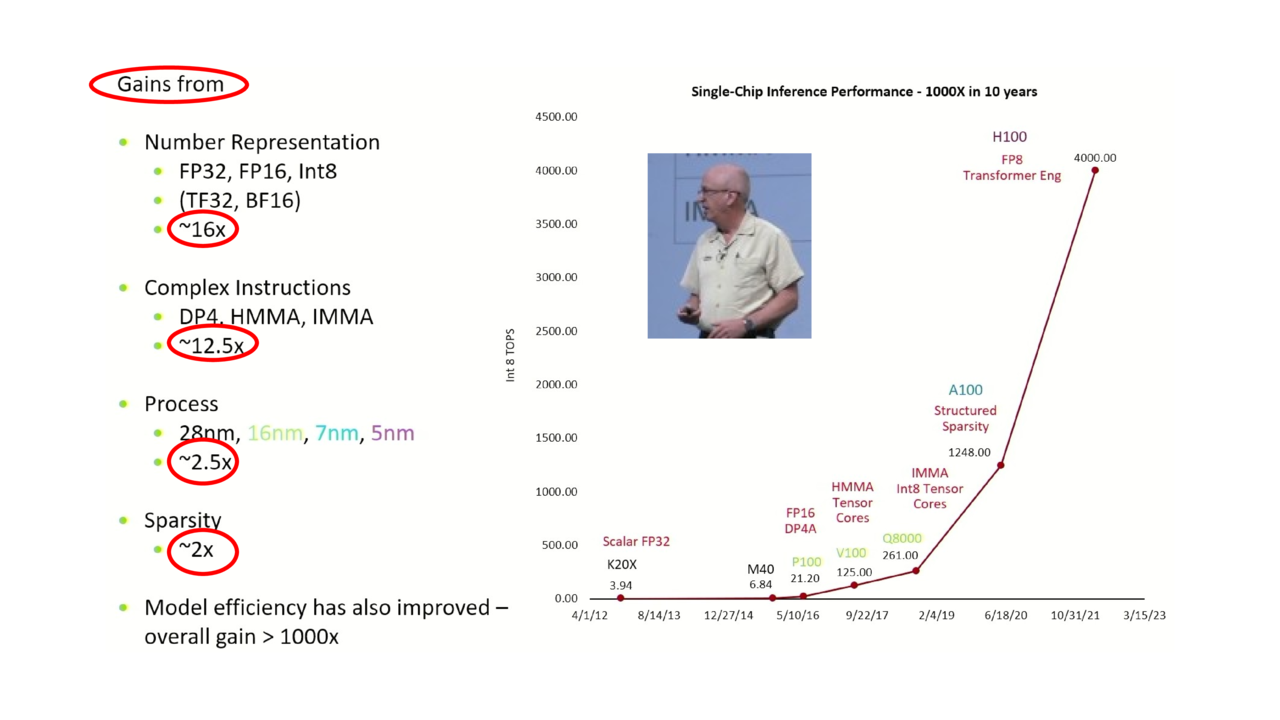 Gains from
Number Representation
FP32, FP16, Int8
(TF32, BF16)
~16x
Complex Instructions
DP4, HMMA, IMMA
~12.5x
Process
28nm, 16nm, 7nm, 5nm
~2.5x
Sparsity
~2x
Model efficiency has also improved –
overall gain > 1000x
Single-Chip Inference Performance - 1000X in 10 years
Int 8 TOPS
4500.00
4000.00
3500.00
3000.00
2500.00
2000.00
1500.00
1000.00
500.00
0.00
4/1/12
8/14/13
12/27/14
5/10/16
9/22/17
2/4/19
6/18/20
10/31/21
3/15/23
Scalar FP32
K20X
3.94
M40
6.84
FP16
DP4A
P100
21.20
HMMA
Tensor
Cores
V100
125.00
IMMA
Int8 Tensor
Cores
Q8000
261.00
A100
Structured
Sparsity
1248.00
H100
FP8
Transformer Eng
4000.00